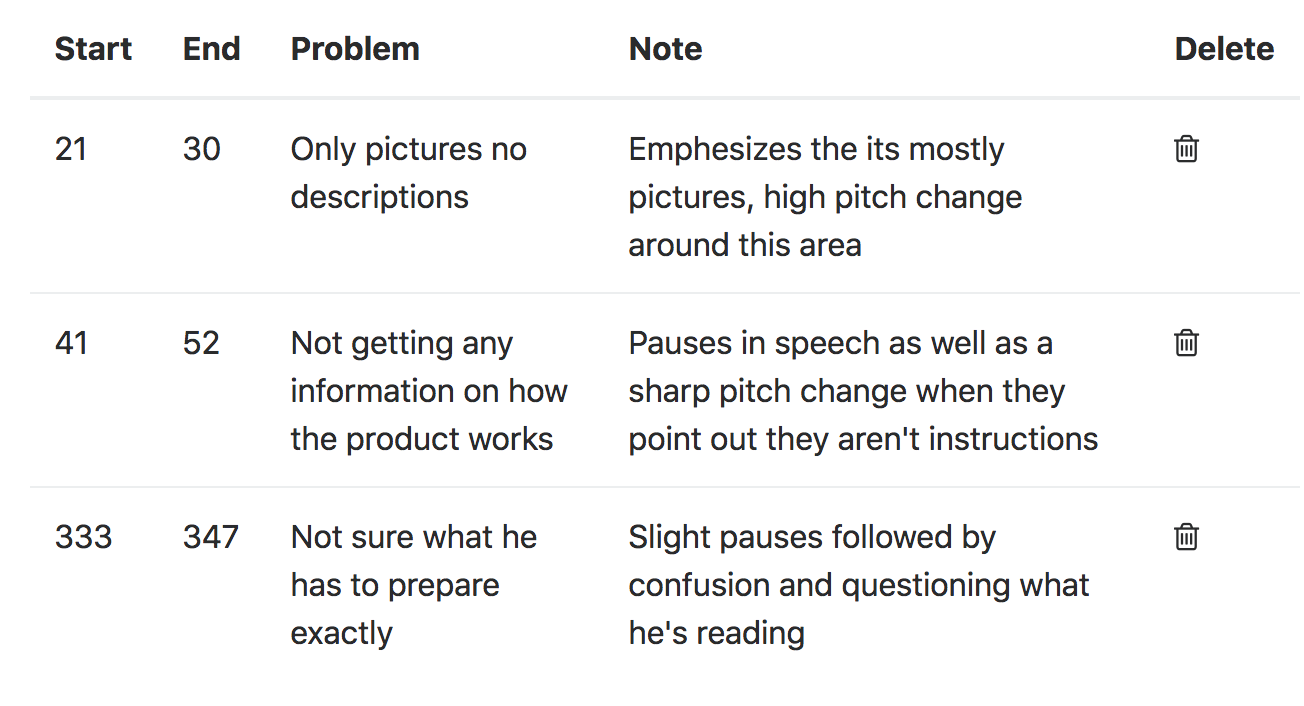 Start End Problem Note Delete
21 30 Only pictures no Emphesizes the its mostly
descriptions pictures, high pitch change
around this area
41 52 Not getting any Pauses in speech as well as a
information on how sharp pitch change when they
the product works point out they aren't instructions
333 347 Not sure what he Slight pauses followed by
has to prepare confusion and questioning what
exactly he's reading